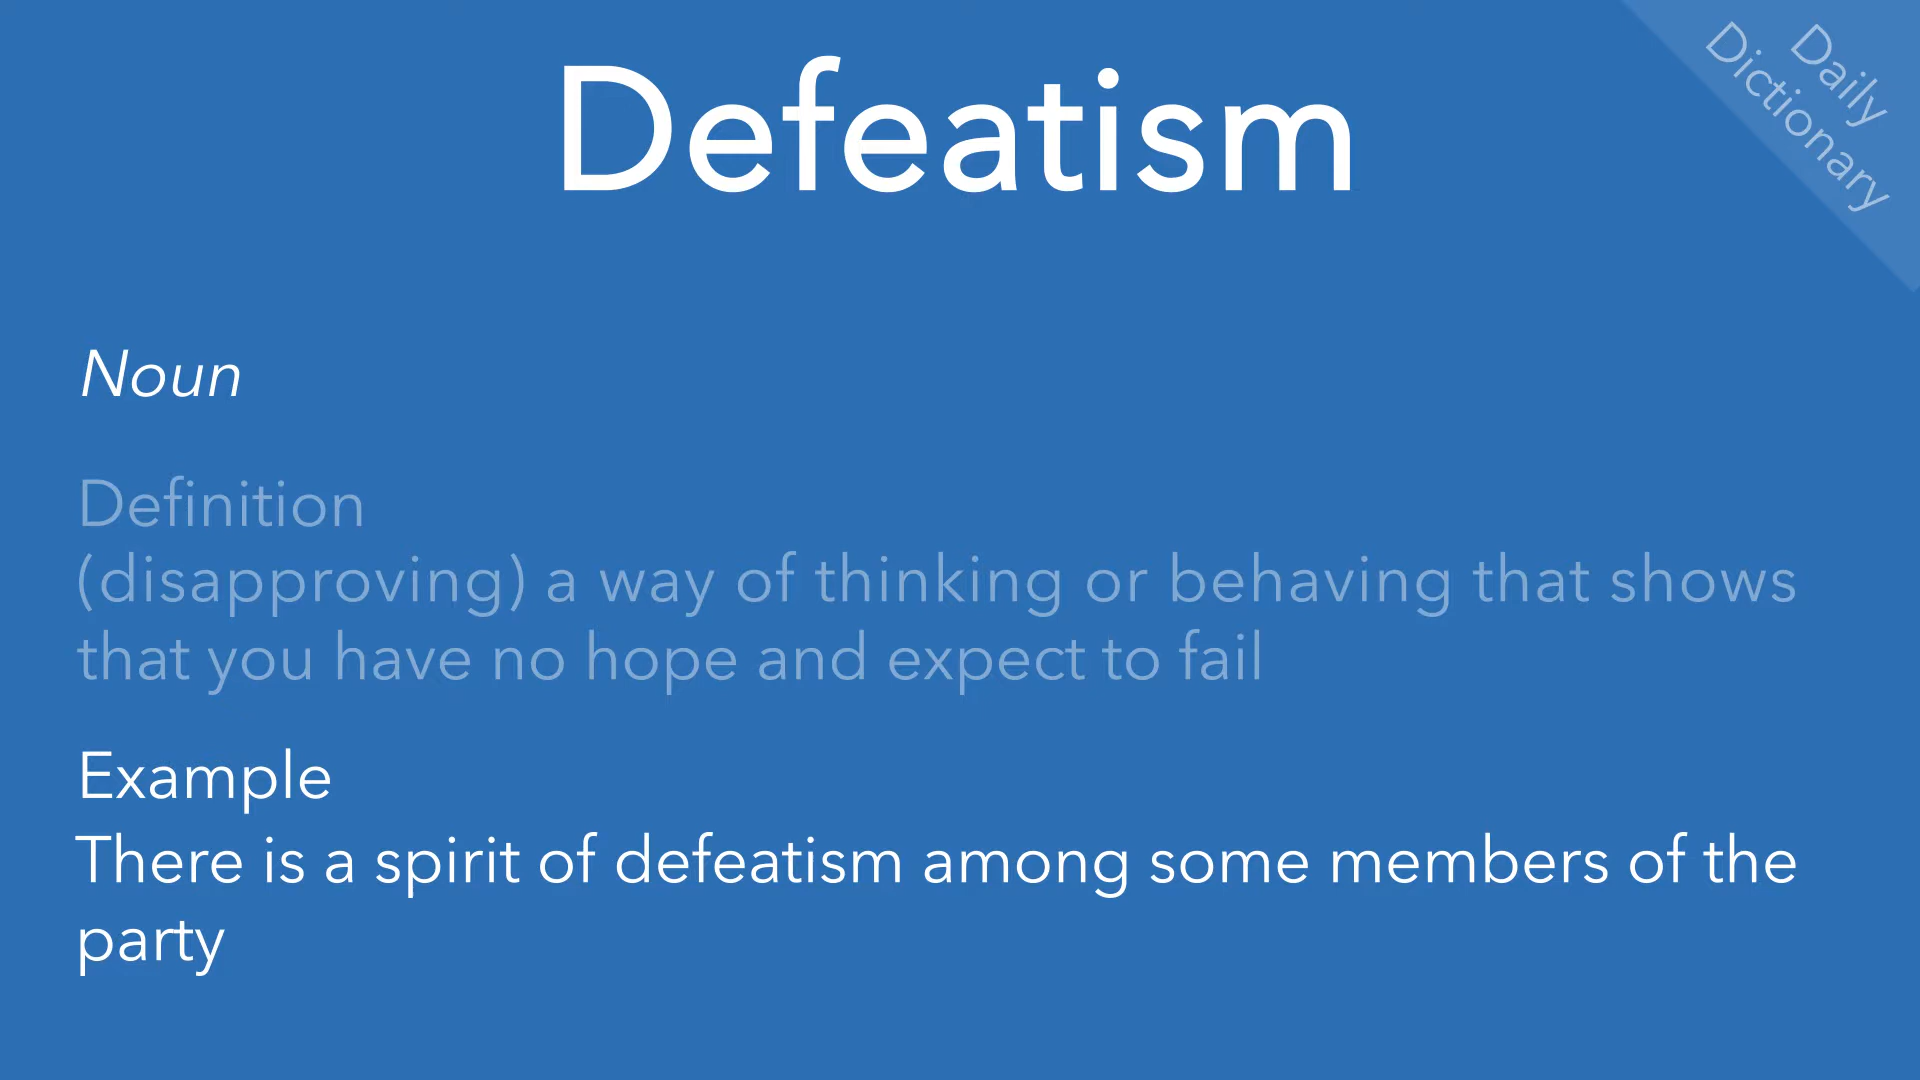 Defeatism
Daily
Dictionary
Noun
Definition
(disapproving) a way of thinking or behaving that shows
that you have no hope and expect to fail
Example
There is a spirit of defeatism among some members of the
party